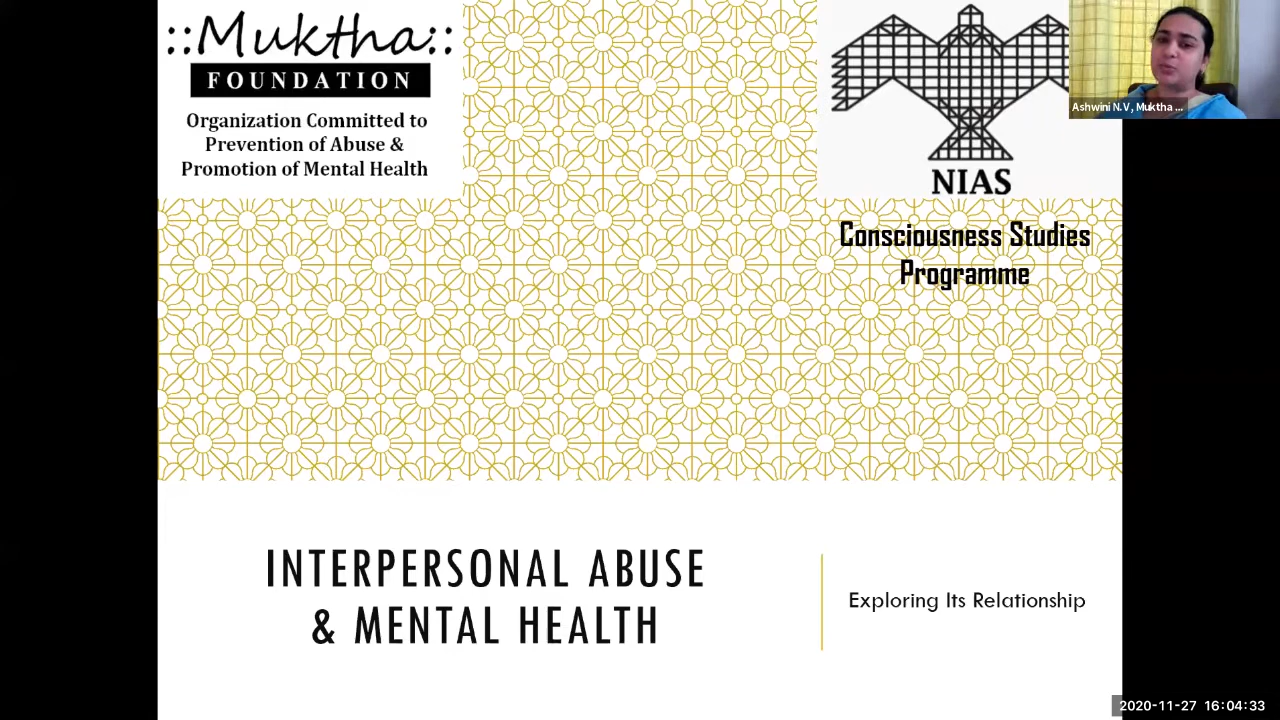 ::Muktha::
FOUNDATION
Organization Committed to
Prevention of Abuse &
Promotion of Mental Health
NIAS
Ashwini N.V, Muktha ...
Consciousness Studies
Programme
INTERPERSONAL ABUSE
& MENTAL HEALTH
Exploring Its Relationship
2020-11-27 16:04:33